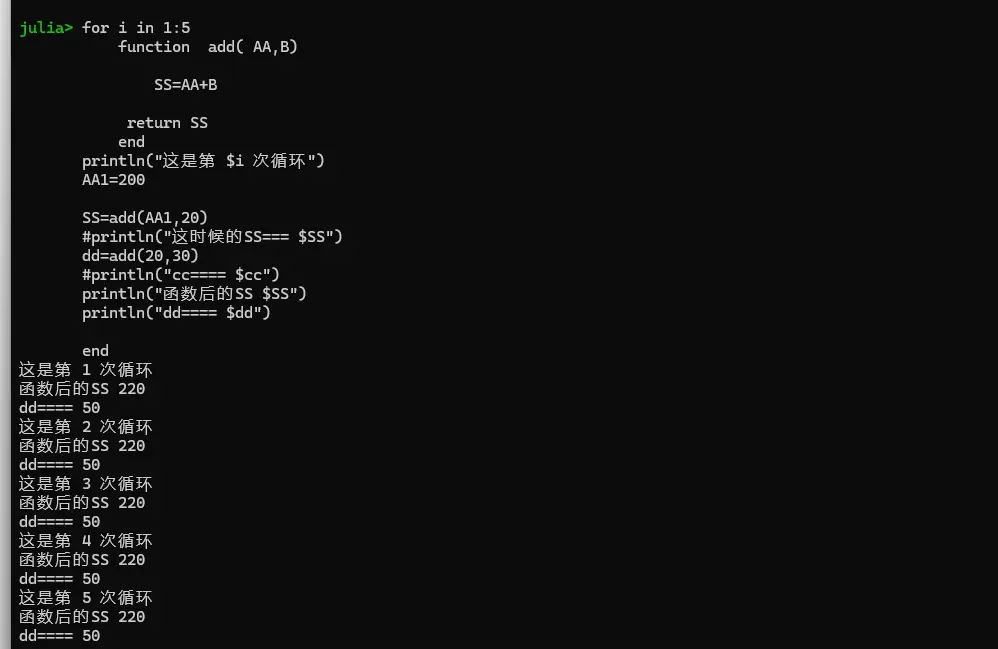 julia> for i in 1:5
function  add( AA,B)
SS=AA+B
return SS
end
println("这是第 $i 次循环")
AA1=200
SS=add(AA1,20)
#println("这时候的SS=== $SS")
dd=add(20,30)
#println("cc==== $cc")
println("函数后的SS $SS")
println("dd==== $dd")
end
这是第 1 次循环
函数后的SS 220
dd==== 50
这是第 2 次循环
函数后的SS 220
dd==== 50
这是第 3 次循环
函数后的SS 220
dd==== 50
这是第 4 次循环
函数后的SS 220
dd==== 50
这是第 5 次循环
函数后的SS 220
dd==== 50